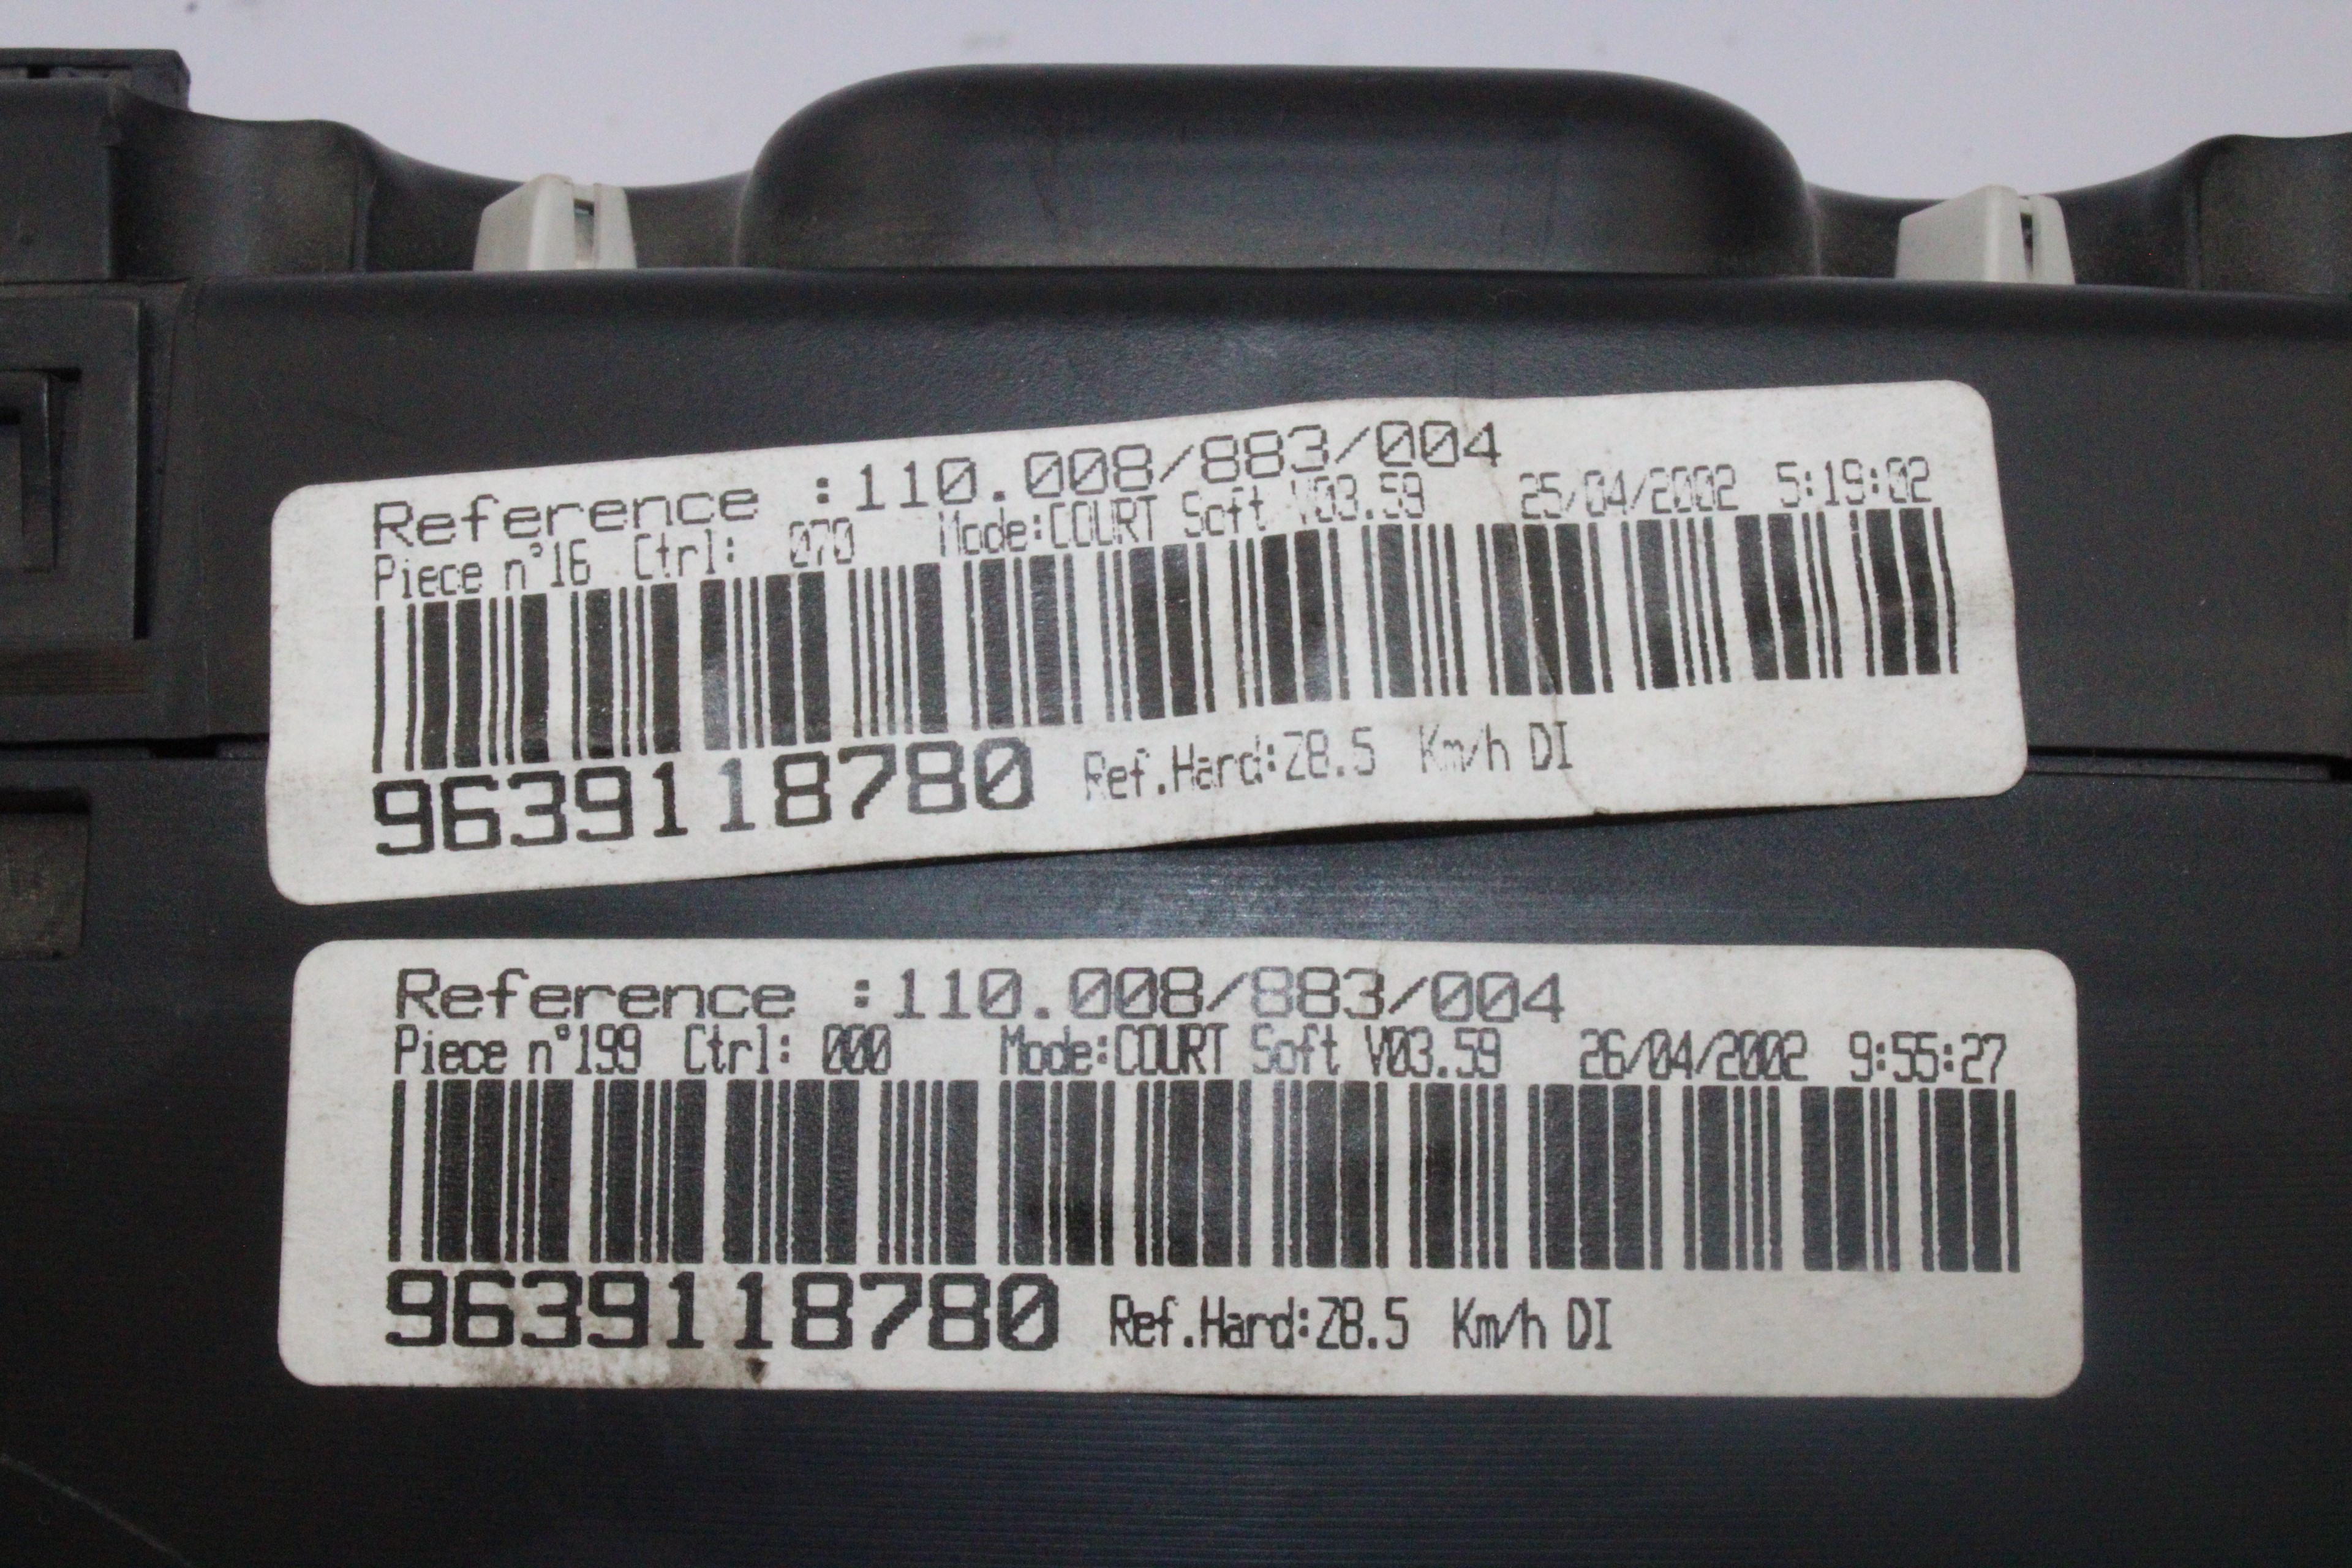 Reference :110.008/883/004
Piece n°16 Ctrl: 070 Mode:COURT Soft V03.59 25/04/2002 5:19:02
9639118780 Ref.Hard:Z8.5 Km/h DI
Reference :110.008/883/004
Piece n°199 Ctrl: 000 Mode:COURT Soft V03.59 26/04/2002 9:55:27
9639118780 Ref.Hard:Z8.5 Km/h DI